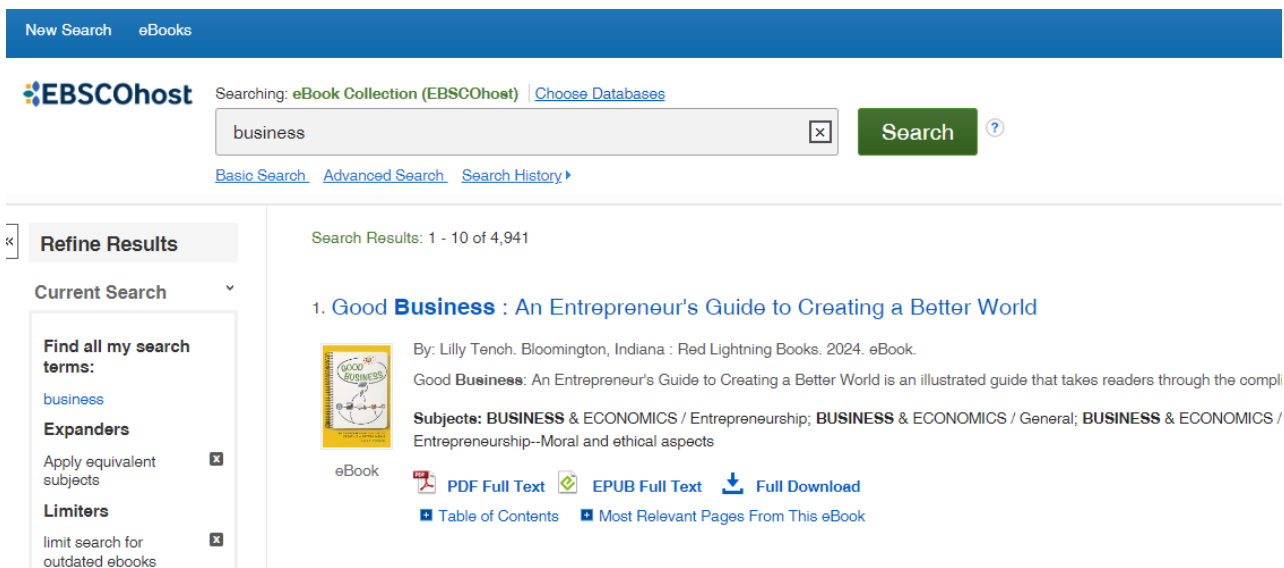 New Search eBooks
EBSCOhost
Searching: eBook Collection (EBSCOhost) Choose Databases
business
Search
Basic Search Advanced Search Search History
Refine Results
Current Search
Find all my search
terms:
business
Expanders
Apply equivalent
subjects
Limiters
limit search for
outdated ebooks
Search Results: 1 - 10 of 4,941
1. Good Business : An Entrepreneur's Guide to Creating a Better World
GOOD
BUSINESS
eBook
By: Lilly Tench. Bloomington, Indiana : Red Lightning Books. 2024. eBook.
Good Business: An Entrepreneur's Guide to Creating a Better World is an illustrated guide that takes readers through the compli
Subjects: BUSINESS & ECONOMICS / Entrepreneurship; BUSINESS & ECONOMICS / General; BUSINESS & ECONOMICS /
Entrepreneurship--Moral and ethical aspects
PDF Full Text EPUB Full Text Full Download
Table of Contents Most Relevant Pages From This eBook